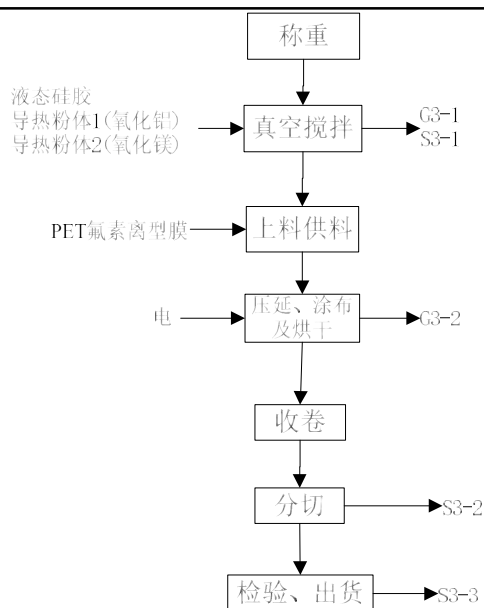 称重
液态硅胶
导热粉体1(氧化铝)
导热粉体2(氧化镁)
真空搅拌
G3-1
S3-1
PET氟素离型膜
上料供料
电
压延、涂布
及烘干
G3-2
收卷
分切
S3-2
检验、出货
S3-3